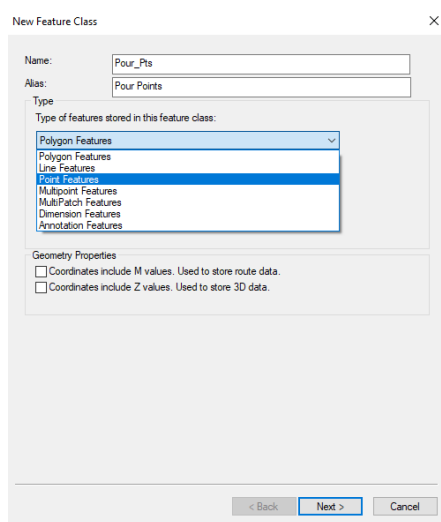 New Feature Class
Name:
Pour_Pts
Alias:
Pour Points
Type
Type of features stored in this feature class:
Polygon Features
Polygon Features
Line Features
Point Features
Multipoint Features
MultiPatch Features
Dimension Features
Annotation Features
Geometry Properties
Coordinates include M values. Used to store route data.
Coordinates include Z values. Used to store 3D data.
< Back
Next >
Cancel